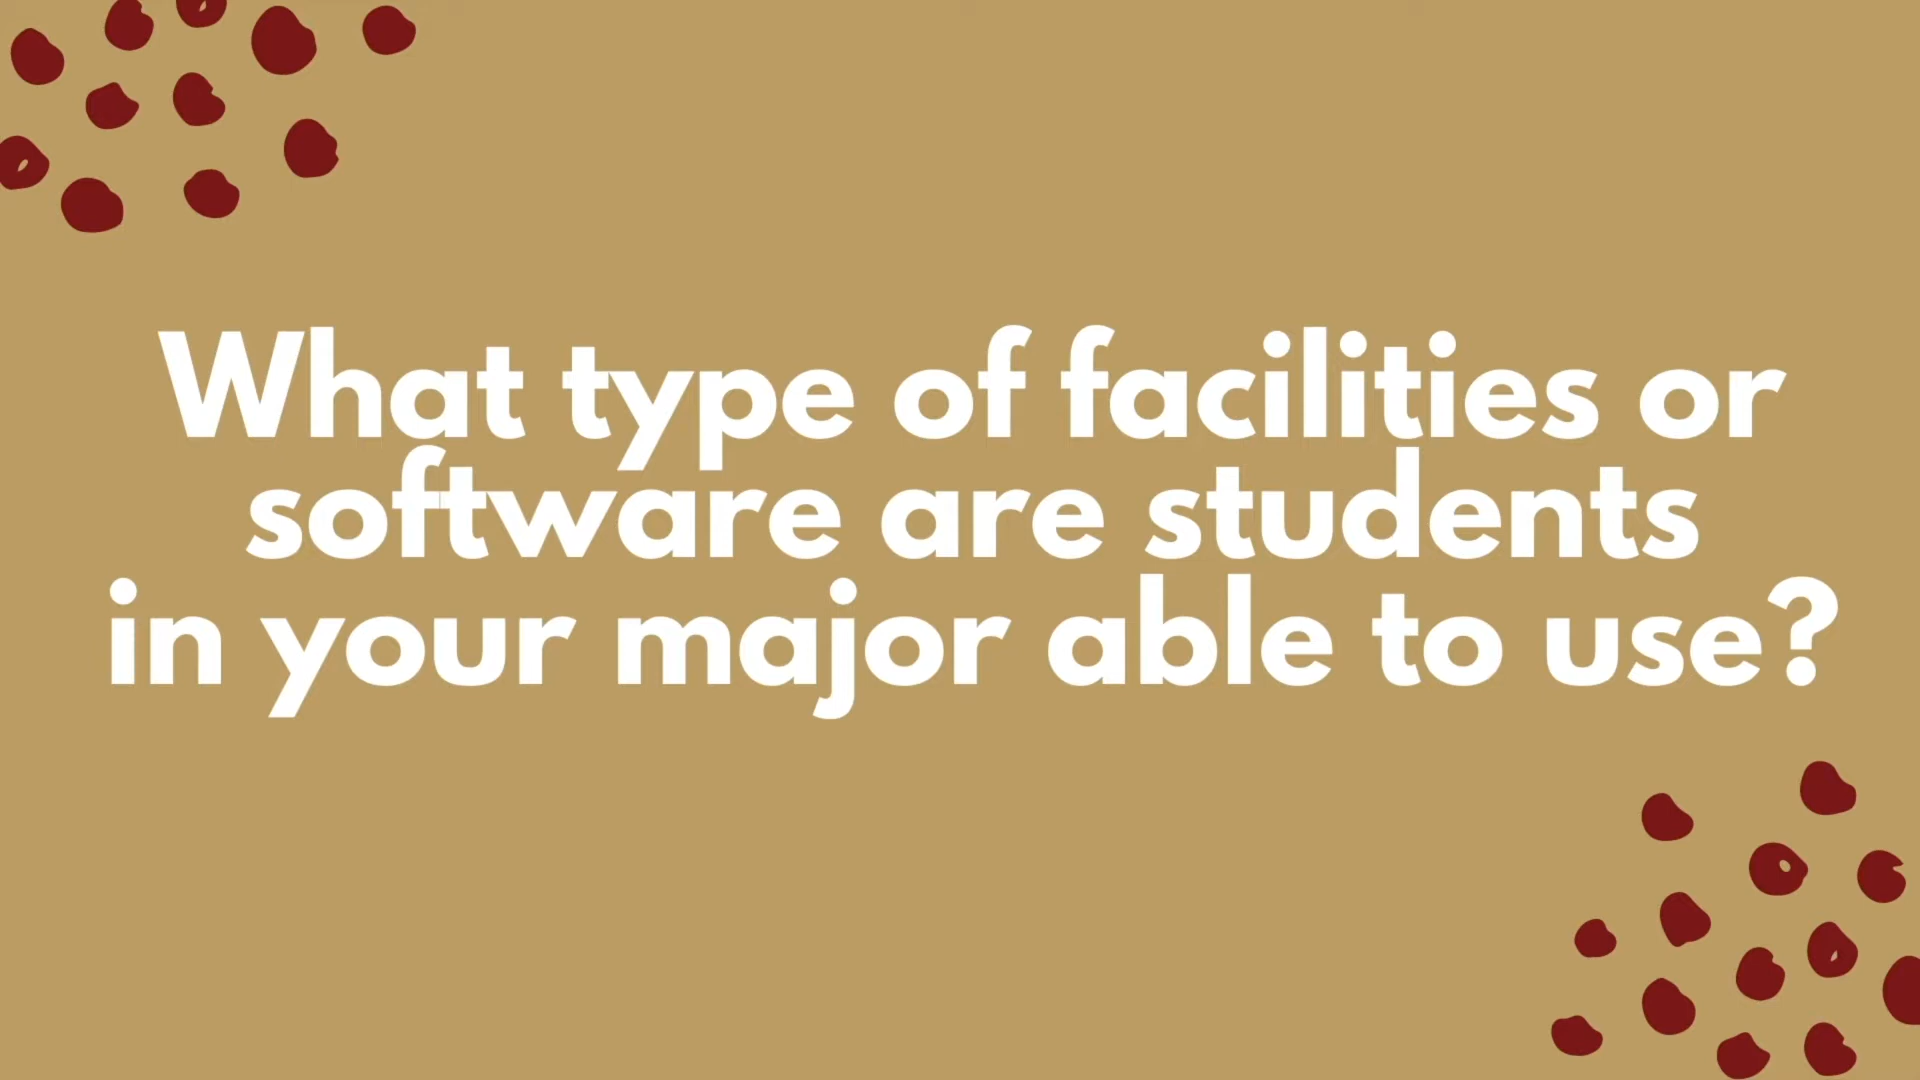 What type of facilities or
software are students
in your major able to use?